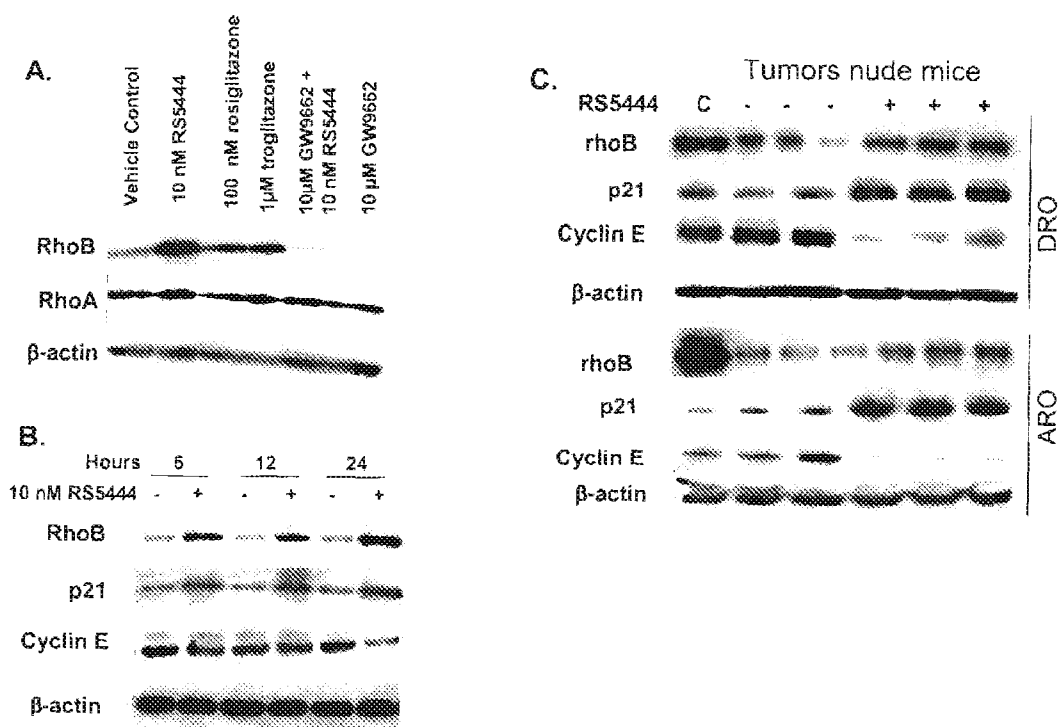 A.
Vehicle Control
10 nM RS5444
100 nM rosiglitazone
1µM troglitazone
10µM GW9662 +
10 nM RS5444
10 µM GW9662
RhoB
RhoA
β-actin
B.
Hours 6 12 24
10 nM RS5444 - + - + - +
RhoB
p21
Cyclin E
β-actin
C.
Tumors nude mice
RS5444 C - - - + + +
rhoB
p21
Cyclin E
β-actin
DRO
rhoB
p21
Cyclin E
β-actin
ARO